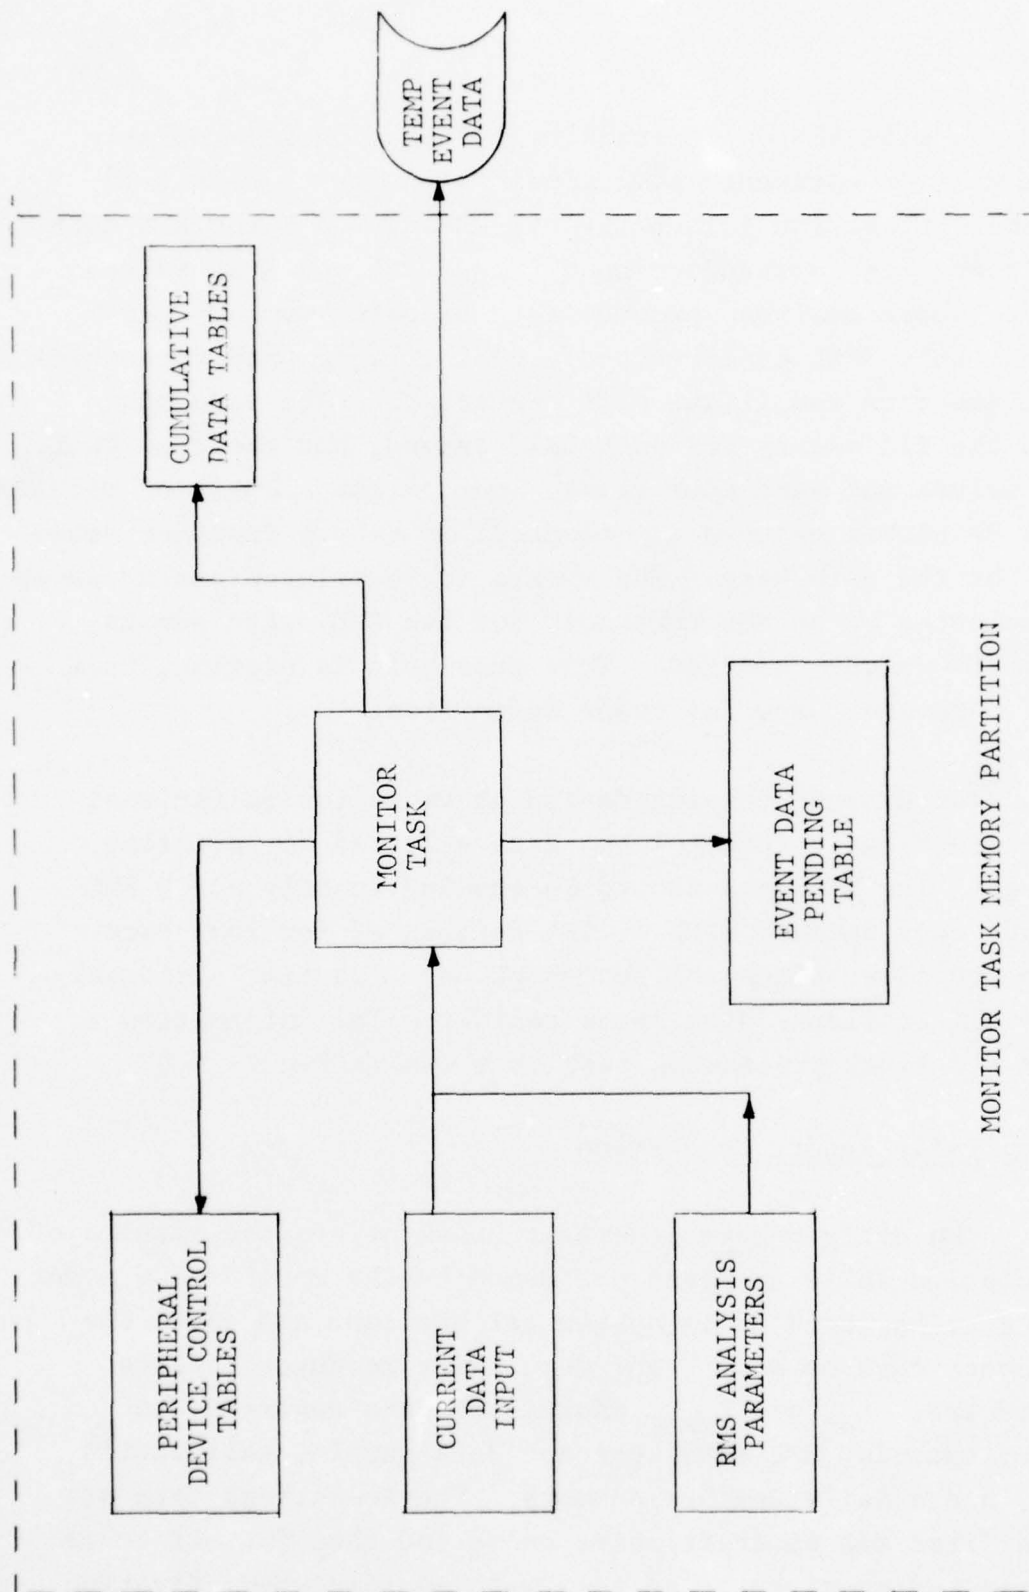 PERIPHERAL
DEVICE CONTROL
TABLES
CURRENT
DATA
INPUT
RMS ANALYSIS
PARAMETERS
MONITOR
TASK
EVENT DATA
PENDING
TABLE
CUMULATIVE
DATA TABLES
TEMP
EVENT
DATA
MONITOR TASK MEMORY PARTITION